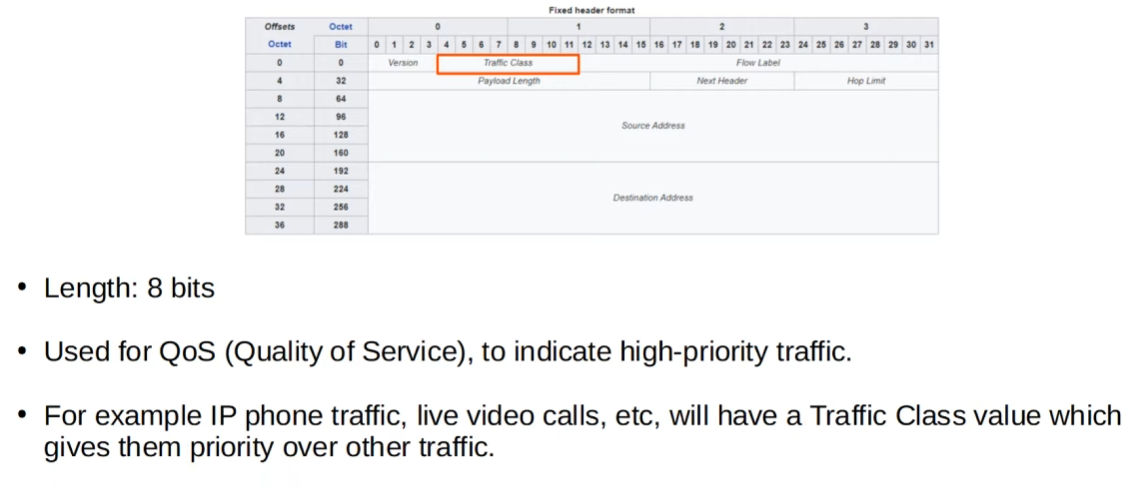 Fixed header format
Offsets Octet 0 1 2 3
Octet Bit 0 1 2 3 4 5 6 7 8 9 10 11 12 13 14 15 16 17 18 19 20 21 22 23 24 25 26 27 28 29 30 31
0 0 Version Traffic Class Flow Label
4 32 Payload Length Next Header Hop Limit
8 64
12 96
Source Address
16 128
20 160
24 192
28 224
Destination Address
32 256
36 288
• Length: 8 bits
• Used for QoS (Quality of Service), to indicate high-priority traffic.
• For example IP phone traffic, live video calls, etc, will have a Traffic Class value which
gives them priority over other traffic.